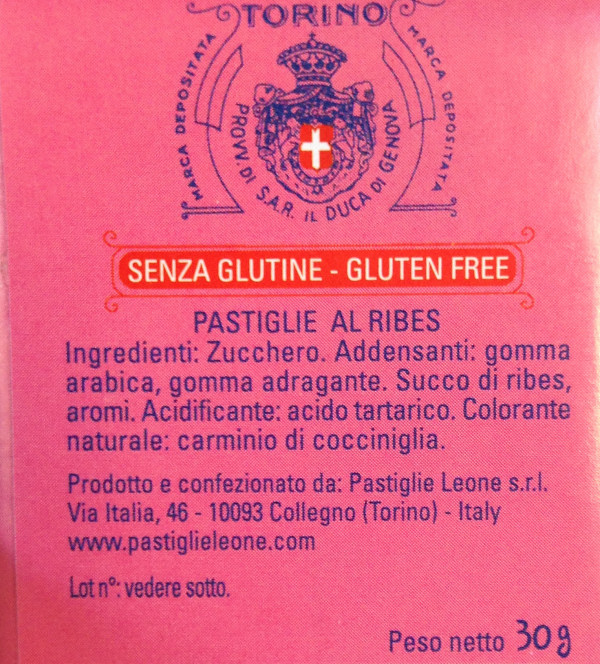 TORINO
MARCA DEPOSITATA
MARCA DEPOSITATA
PROVV. DI S.A.R. IL DUCA DI GENOVA
SENZA GLUTINE - GLUTEN FREE
PASTIGLIE AL RIBES
Ingredienti: Zucchero. Addensanti: gomma
arabica, gomma adragante. Succo di ribes,
aromi. Acidificante: acido tartarico. Colorante
naturale: carminio di cocciniglia.
Prodotto e confezionato da: Pastiglie Leone s.r.l.
Via Italia, 46 - 10093 Collegno (Torino) - Italy
www.pastiglieleone.com
Lot n°: vedere sotto.
Peso netto 30g